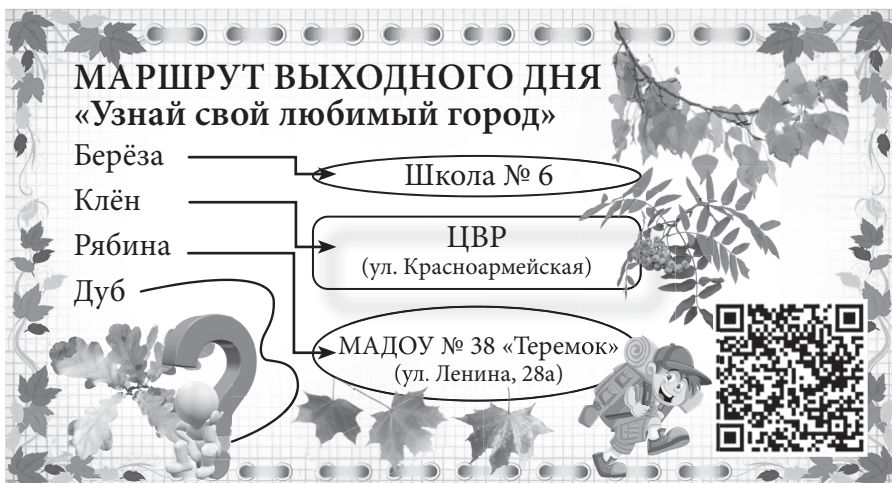 МАРШРУТ ВЫХОДНОГО ДНЯ
«Узнай свой любимый город»
Берёза
Школа № 6
Клён
ЦВР
(ул. Красноармейская)
Рябина
Дуб
МАДОУ № 38 «Теремок»
(ул. Ленина, 28а)